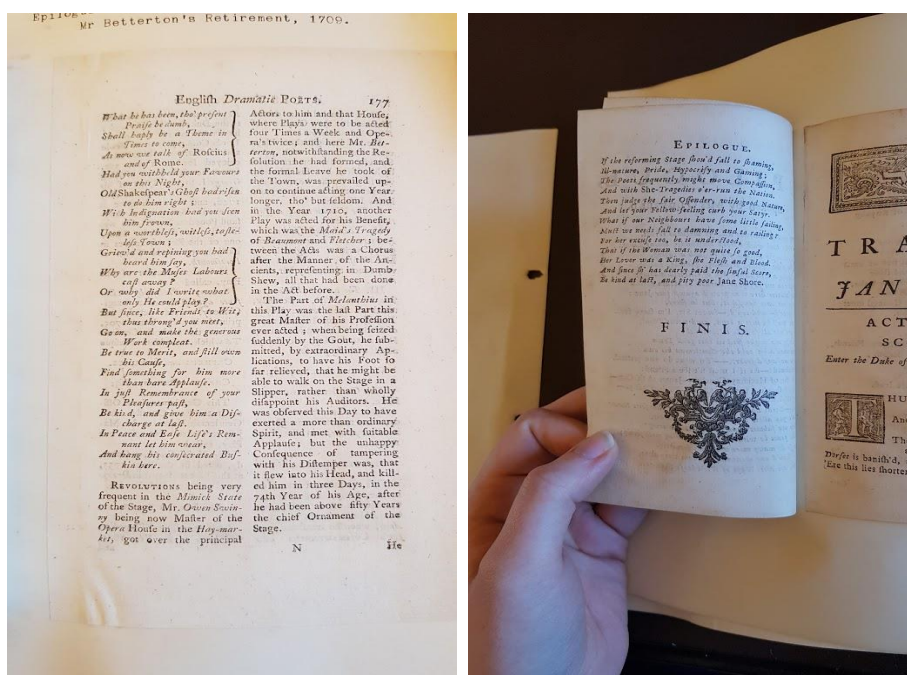 Epilogu
Mr Betterton's Retirement, 1709.
Engliſh Dramatic POETS. 177
What he has been, tho' preſent
Praiſe be dumb,
Shall haply be a Theme in
Times to come,
As now we talk of Roſcius
and of Rome.
Had you withheld your Favours
on this Night,
Old Shakeſpear's Ghoſt had riſen
to do him right;
With Indignation had you ſeen
him frown,
Upon a worthleſs, witleſs, taſte-
leſs Town;
Griev'd and repining you had
heard him ſay,
Why are the Muſes Labours
caſt away?
Or why did I write what
only He could play?
But ſince, like Friends to Wit,
thus throng'd you meet,
Go on, and make the generous
Work compleat.
Be true to Merit, and ſtill own
his Cauſe,
Find ſomething for him more
than bare Applauſe.
In juſt Remembrance of your
Pleaſures paſt,
Be kind, and give him a Diſ-
charge at laſt.
In Peace and Eaſe Life's Rem-
nant let him wear,
And hang his conſecrated Buſ-
kin here.
REVOLUTIONS being very
frequent in the Mimick State
of the Stage, Mr. Owen Swin-
ny being now Maſter of the
Opera Houſe in the Hay-mar-
ket, got over the principal
Actors to him and that Houſe,
where Plays were to be acted
four Times a Week and Ope-
ra's twice; and here Mr. Bet-
terton, notwithſtanding the Re-
ſolution he had formed, and
the formal Leave he took of
the Town, was prevailed up-
on to continue acting one Year
longer, tho' but ſeldom. And
in the Year 1710, another
Play was acted for his Benefit,
which was the Maid's Tragedy
of Beaumont and Fletcher; be-
tween the Acts was a Chorus
after the Manner of the An-
cients, repreſenting in Dumb
Shew, all that had been done
in the Act before.
The Part of Melanthius in
this Play was the laſt Part this
great Maſter of his Profeſſion
ever acted; when being ſeized
ſuddenly by the Gout, he ſub-
mitted, by extraordinary Ap-
plications, to have his Foot ſo
far relieved, that he might be
able to walk on the Stage in a
Slipper, rather than wholly
diſappoint his Auditors. He
was obſerved this Day to have
exerted a more than ordinary
Spirit, and met with ſuitable
Applauſe; but the unhappy
Conſequence of tampering
with his Diſtemper was, that
it flew into his Head, and kill-
ed him in three Days, in the
74th Year of his Age, after
he had been above fifty Years
the chief Ornament of the
Stage.
N He
EPILOGUE.
If the reforming Stage ſhou'd fall to ſhaming,
Ill-nature, Pride, Hypocriſy and Gaming;
The Poets frequently might move Compaſſion,
And with She-Tragedies o'er-run the Nation.
Then judge the fair Offender, with good Nature,
And let your Fellow-feeling curb your Satyr.
What if our Neighbours have ſome little failing,
Muſt we needs fall to damning and to railing?
For her excuſe too, be it underſtood,
That if the Woman was not quite ſo good,
Her Lover was a King, ſhe Fleſh and Blood.
And ſince ſh' has dearly paid the ſinful Score,
Be kind at laſt, and pity poor Jane Shore.
FINIS.
TRA
JAN
ACT
SC
Enter the Duke of
THU
And
Th
Dorſet is baniſh'd,
'Ere this lies ſhorter